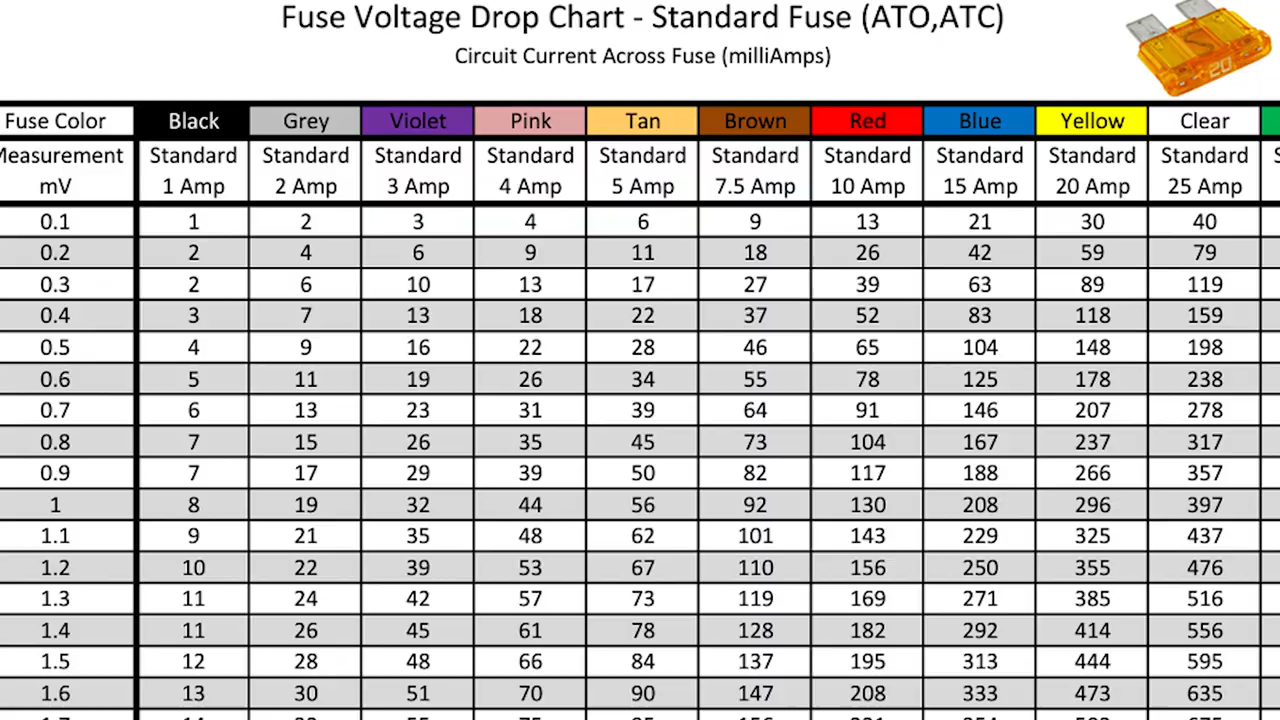 Fuse Voltage Drop Chart - Standard Fuse (ATO,ATC)
Circuit Current Across Fuse (milliAmps)
20
Fuse Color Black Grey Violet Pink Tan Brown Red Blue Yellow Clear
Measurement Standard Standard Standard Standard Standard Standard Standard Standard Standard Standard
mV 1 Amp 2 Amp 3 Amp 4 Amp 5 Amp 7.5 Amp 10 Amp 15 Amp 20 Amp 25 Amp
0.1 1 2 3 4 6 9 13 21 30 40
0.2 2 4 6 9 11 18 26 42 59 79
0.3 2 6 10 13 17 27 39 63 89 119
0.4 3 7 13 18 22 37 52 83 118 159
0.5 4 9 16 22 28 46 65 104 148 198
0.6 5 11 19 26 34 55 78 125 178 238
0.7 6 13 23 31 39 64 91 146 207 278
0.8 7 15 26 35 45 73 104 167 237 317
0.9 7 17 29 39 50 82 117 188 266 357
1 8 19 32 44 56 92 130 208 296 397
1.1 9 21 35 48 62 101 143 229 325 437
1.2 10 22 39 53 67 110 156 250 355 476
1.3 11 24 42 57 73 119 169 271 385 516
1.4 11 26 45 61 78 128 182 292 414 556
1.5 12 28 48 66 84 137 195 313 444 595
1.6 13 30 51 70 90 147 208 333 473 635